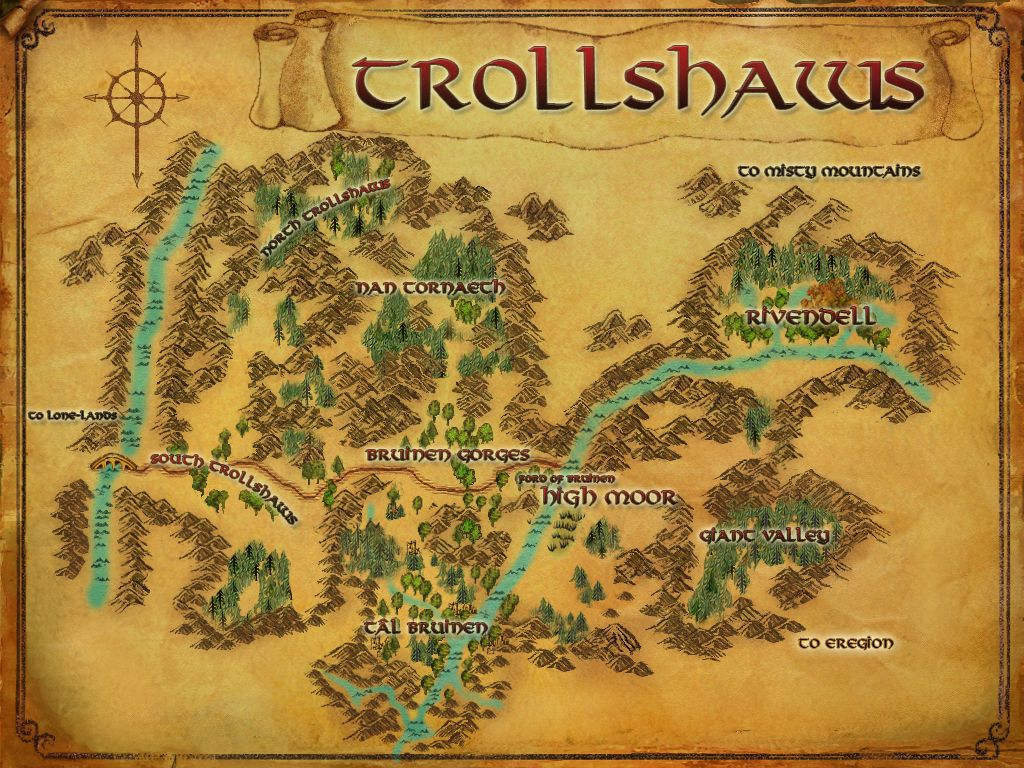 TROLLSHAWS
TO MISTY MOUNTAINS
NORTH TROLLSHAWS
NAN TORNAETH
RIVENDELL
TO LONE-LANDS
SOUTH TROLLSHAWS
BRUINEN GORGES
FORD OF BRUINEN
HIGH MOOR
GIANT VALLEY
TÂL BRUINEN
TO EREGION